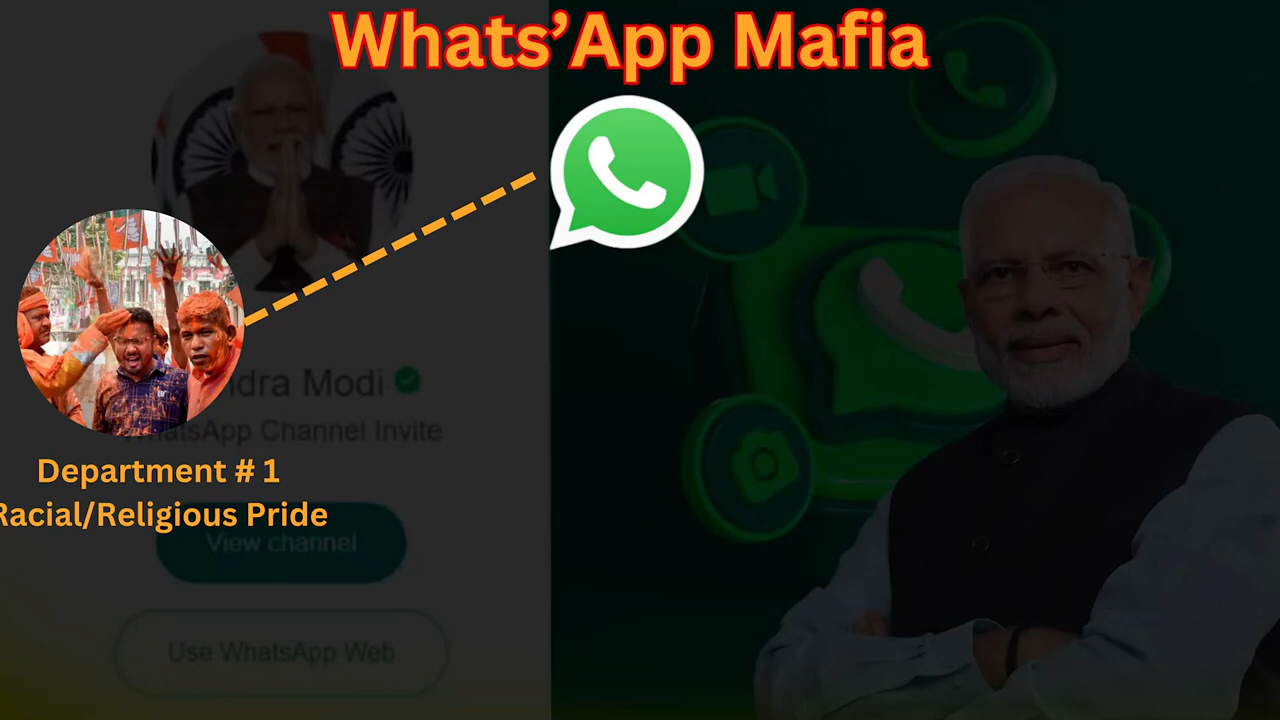 Whats’App Mafia
ndra Modi
WhatsApp Channel Invite
Department # 1
Racial/Religious Pride
View channel
Use WhatsApp Web